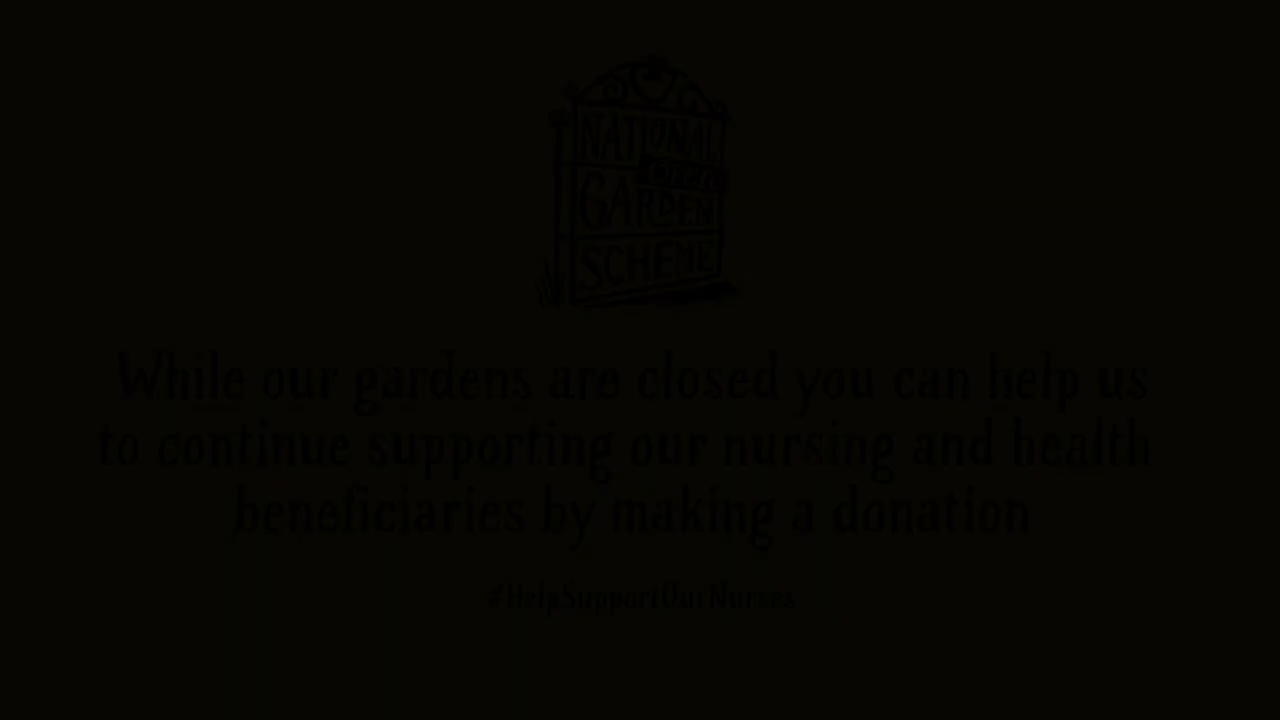 NATIONAL
GARDEN
SCHEME
While our gardens are closed you can help us
to continue supporting our nursing and health
beneficiaries by making a donation
#HelpSupportOurNurses